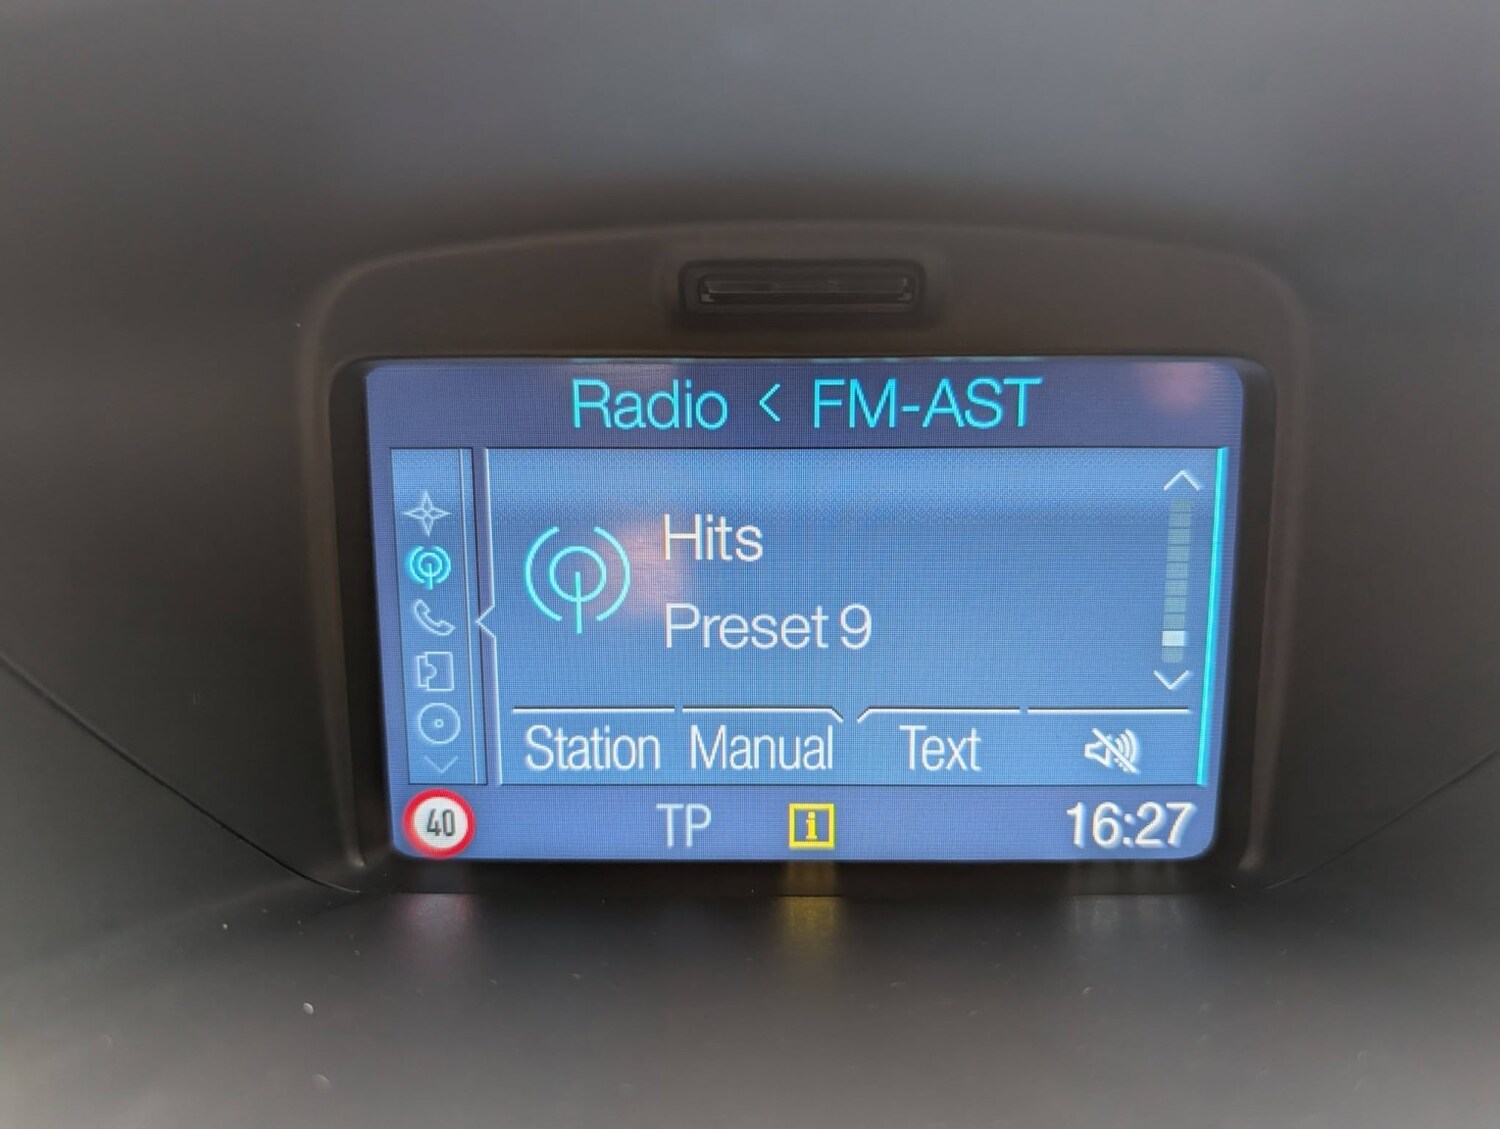 Radio < FM-AST
Hits
Preset 9
Station Manual Text
40 TP i 16:27